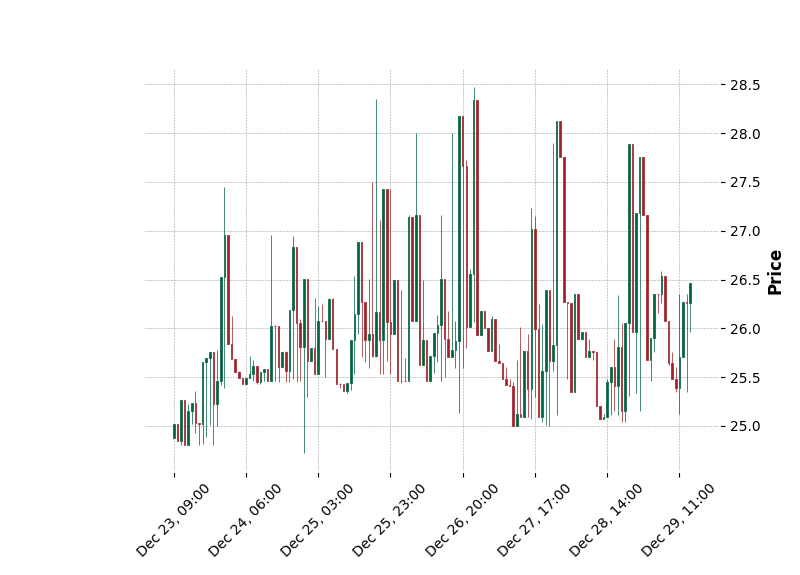 28.5
28.0
27.5
27.0
26.5
26.0
25.5
25.0
Price
Dec 23, 09:00
Dec 24, 06:00
Dec 25, 03:00
Dec 25, 23:00
Dec 26, 20:00
Dec 27, 17:00
Dec 28, 14:00
Dec 29, 11:00